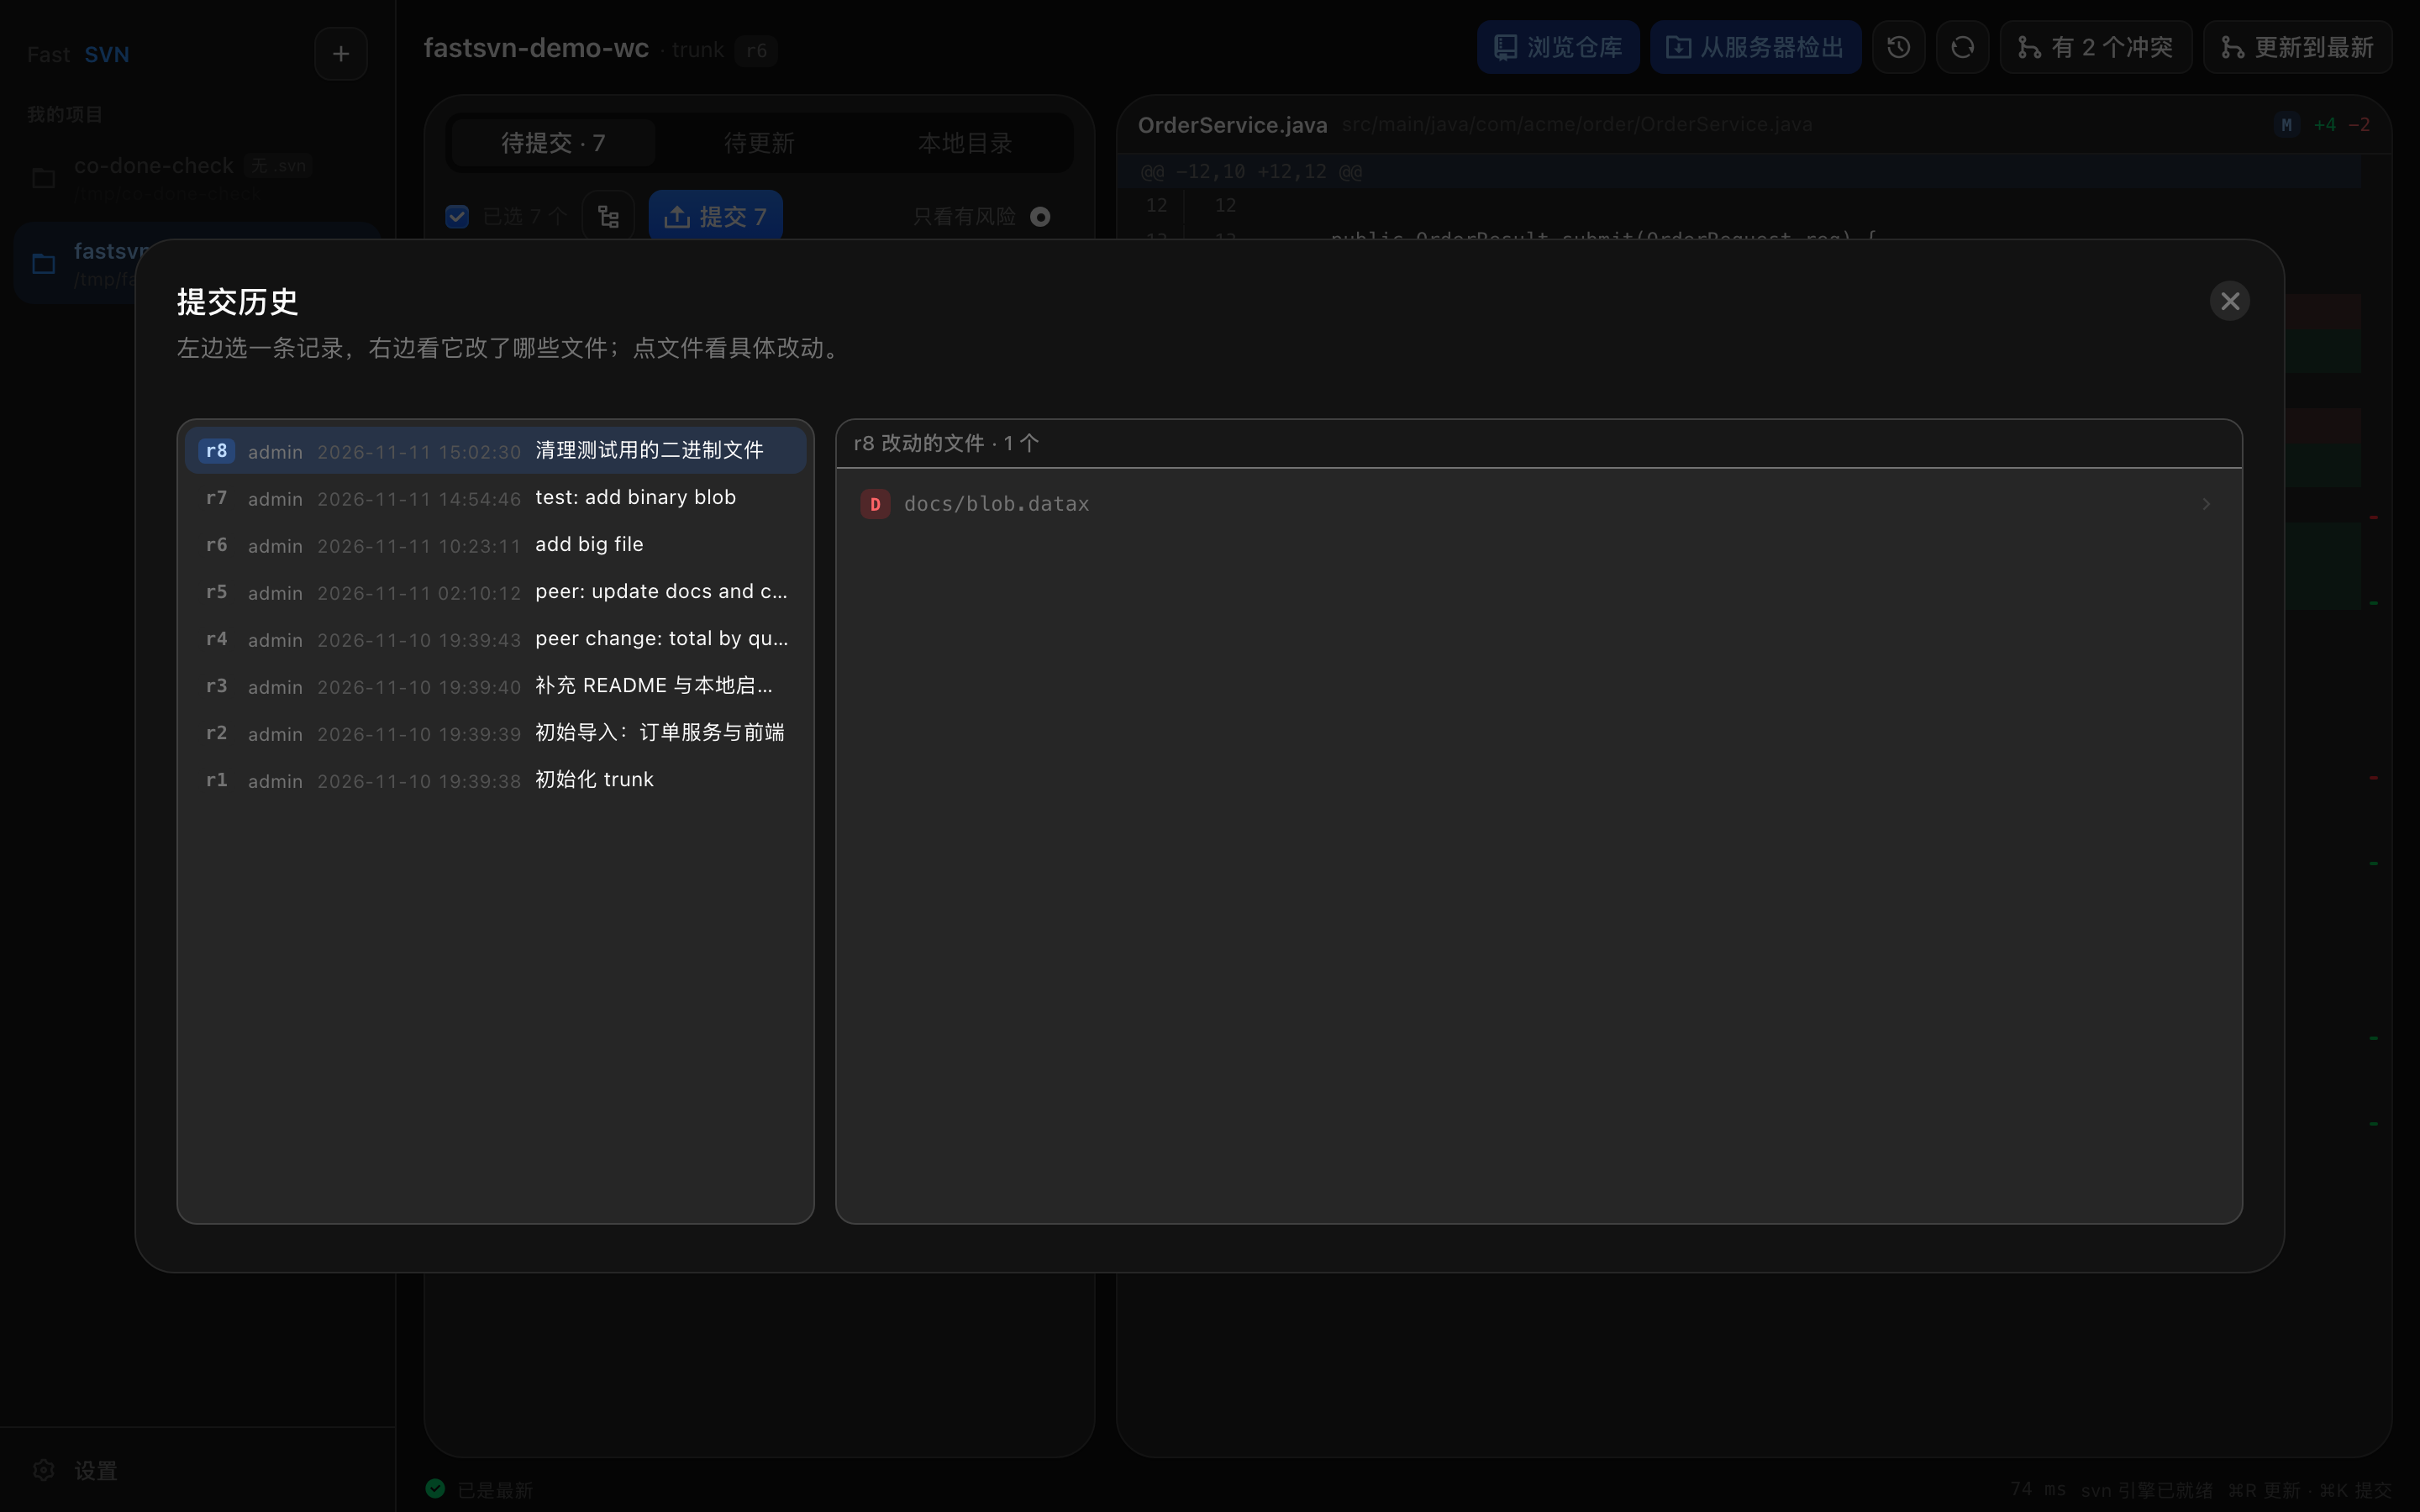 Fast SVN
我的项目
co-done-check 无 .svn
/tmp/co-done-check
fastsvn-demo-wc · trunk r6
浏览仓库
从服务器检出
有 2 个冲突
更新到最新
待提交 · 7
待更新
本地目录
已选 7 个
提交 7
只看有风险
OrderService.java src/main/java/com/acme/order/OrderService.java
M +4 −2
@@ −12,10 +12,12 @@
12 12
13 13 public OrderResult submit(OrderRequest req) {
提交历史
左边选一条记录，右边看它改了哪些文件；点文件看具体改动。
r8 admin 2026-11-11 15:02:30 清理测试用的二进制文件
r7 admin 2026-11-11 14:54:46 test: add binary blob
r6 admin 2026-11-11 10:23:11 add big file
r5 admin 2026-11-11 02:10:12 peer: update docs and c...
r4 admin 2026-11-10 19:39:43 peer change: total by qu...
r3 admin 2026-11-10 19:39:40 补充 README 与本地启...
r2 admin 2026-11-10 19:39:39 初始导入：订单服务与前端
r1 admin 2026-11-10 19:39:38 初始化 trunk
r8 改动的文件 · 1 个
D docs/blob.datax
设置
已是最新
74 ms svn 引擎已就绪 ⌘R 更新 · ⌘K 提交